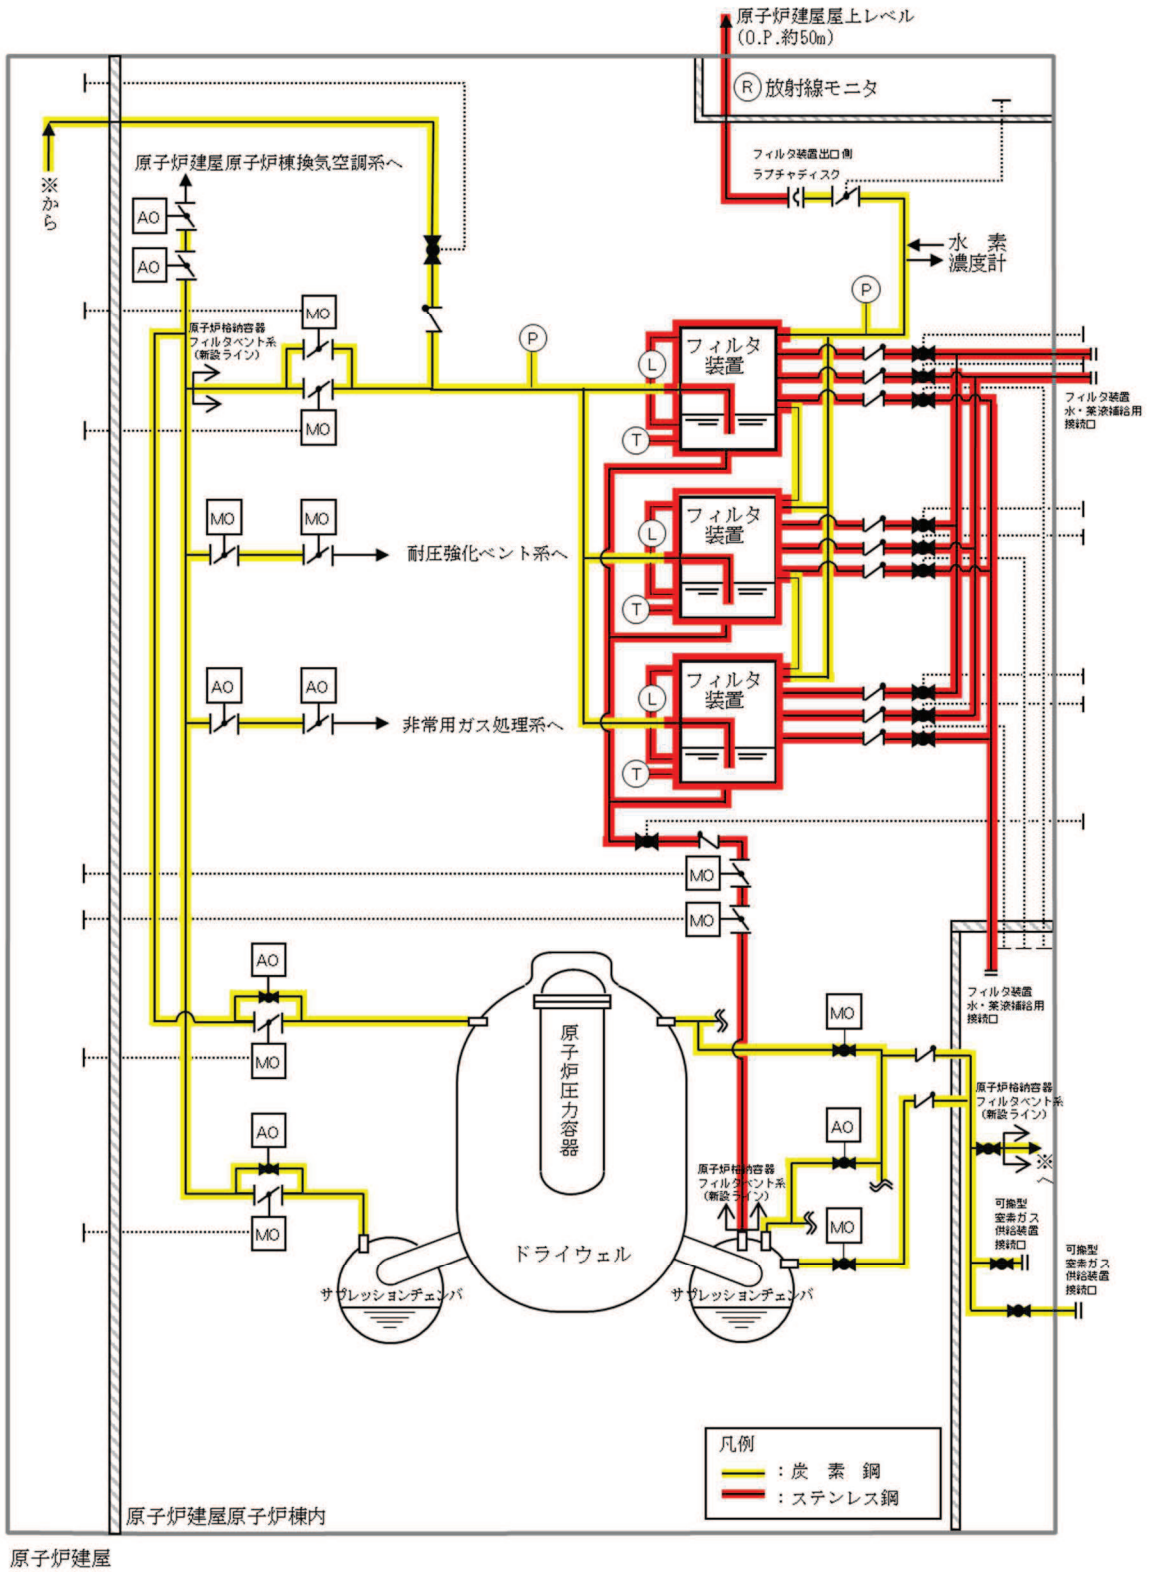 原子炉建屋屋上レベル
(O.P.約50m)
R 放射線モニタ
フィルタ装置出口側
ラプチャディスク
原子炉建屋原子炉棟換気空調系へ
※から
AO
AO
水 素
濃度計
P
MO
原子炉格納容器
フィルタベント系
(新設ライン)
P
フィルタ
装置
L
T
MO
フィルタ装置
水・薬液補給用
接続口
MO
MO
耐圧強化ベント系へ
フィルタ
装置
L
T
AO
AO
非常用ガス処理系へ
フィルタ
装置
L
T
MO
MO
AO
MO
原子炉圧力容器
MO
フィルタ装置
水・薬液補給用
接続口
原子炉格納容器
フィルタベント系
(新設ライン)
※へ
AO
MO
AO
原子炉格納容器
フィルタベント系
(新設ライン)
MO
可搬型
窒素ガス
供給装置
接続口
可搬型
窒素ガス
供給装置
接続口
ドライウェル
サプレッションチェンバ
サプレッションチェンバ
凡例
：炭 素 鋼
：ステンレス鋼
原子炉建屋原子炉棟内
原子炉建屋